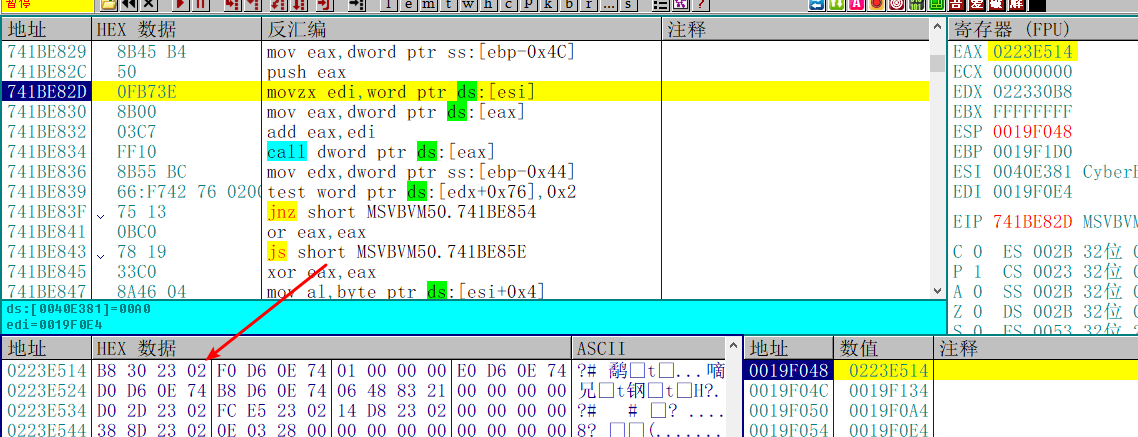 暂停 l e m t w h c p k b r ... s ?
地址 HEX 数据 反汇编 注释 寄存器 (FPU)
741BE829 8B45 B4 mov eax,dword ptr ss:[ebp-0x4C] EAX 0223E514
741BE82C 50 push eax ECX 00000000
741BE82D 0FB73E movzx edi,word ptr ds:[esi] EDX 022330B8
741BE830 8B00 mov eax,dword ptr ds:[eax] EBX FFFFFFFF
741BE832 03C7 add eax,edi ESP 0019F048
741BE834 FF10 call dword ptr ds:[eax] EBP 0019F1D0
741BE836 8B55 BC mov edx,dword ptr ss:[ebp-0x44] ESI 0040E381 CyberB
741BE839 66:F742 76 0200 test word ptr ds:[edx+0x76],0x2 EDI 0019F0E4
741BE83F 75 13 jnz short MSVBVM50.741BE854 EIP 741BE82D MSVBVM
741BE841 0BC0 or eax,eax
741BE843 78 19 js short MSVBVM50.741BE85E C 0 ES 002B 32位
741BE845 33C0 xor eax,eax P 1 CS 0023 32位
741BE847 8A46 04 mov al,byte ptr ds:[esi+0x4] A 0 SS 002B 32位
ds:[0040E381]=00A0 Z 0 DS 002B 32位
edi=0019F0E4 S 0 FS 0053 32位
地址 HEX 数据 ASCII 地址 数值 注释
0223E514 B8 30 23 02 F0 D6 0E 74 01 00 00 00 E0 D6 0E 74 0019F048 0223E514
0223E524 D0 D6 0E 74 B8 D6 0E 74 06 48 83 21 00 00 00 00 0019F04C 0019F134
0223E534 D0 2D 23 02 FC E5 23 02 14 D8 23 02 00 00 00 00 0019F050 0019F0A4
0223E544 38 8D 23 02 0E 03 28 00 00 00 00 00 00 00 00 00 0019F054 0019F0E4